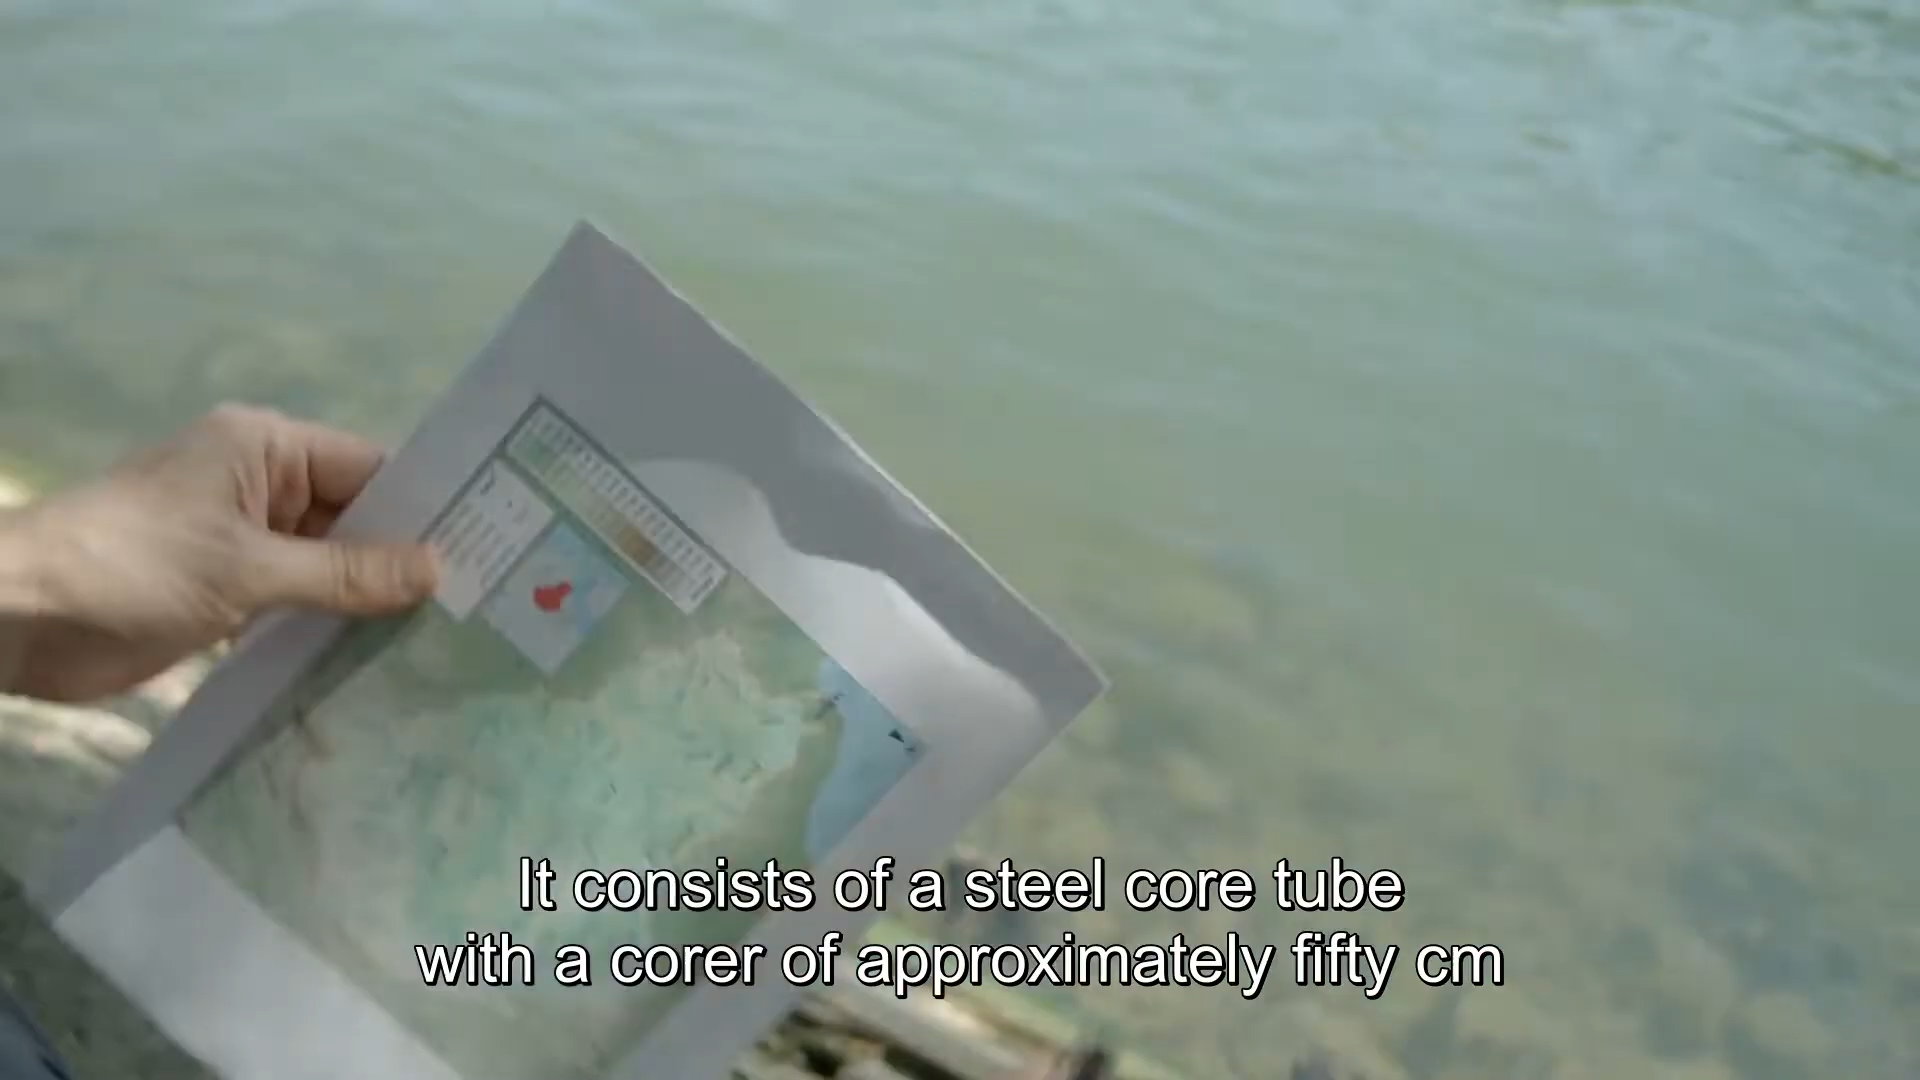 It consists of a steel core tube
with a corer of approximately fifty cm